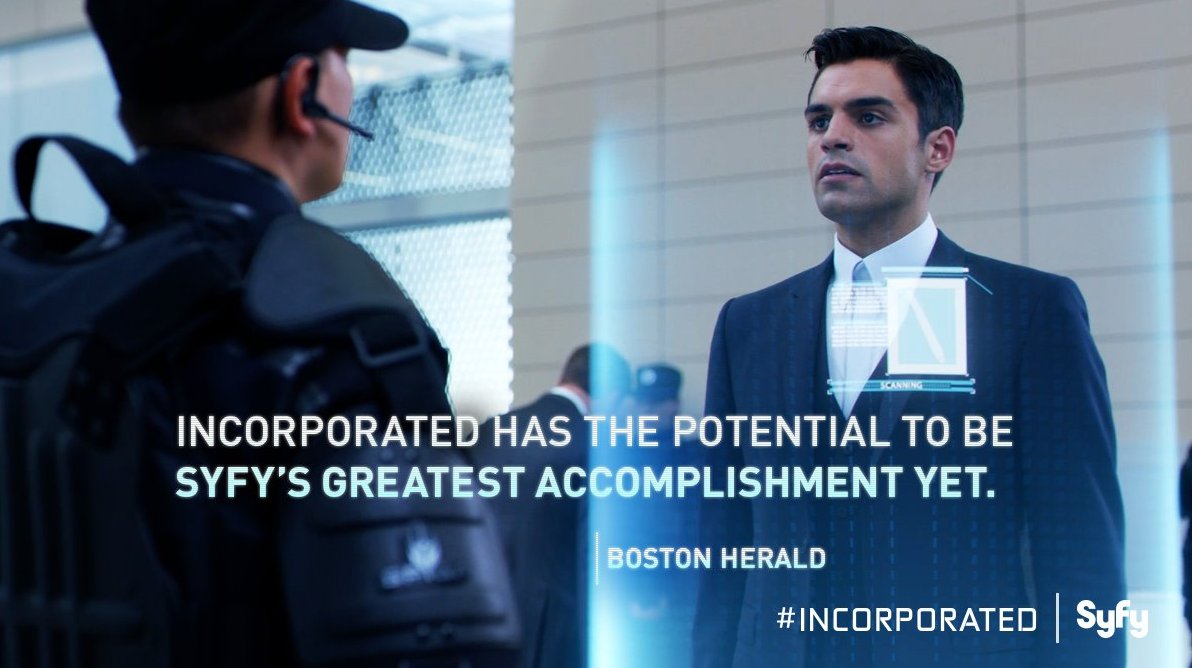 SCANNING
INCORPORATED HAS THE POTENTIAL TO BE
SYFY'S GREATEST ACCOMPLISHMENT YET.
BOSTON HERALD
#INCORPORATED
Syfy